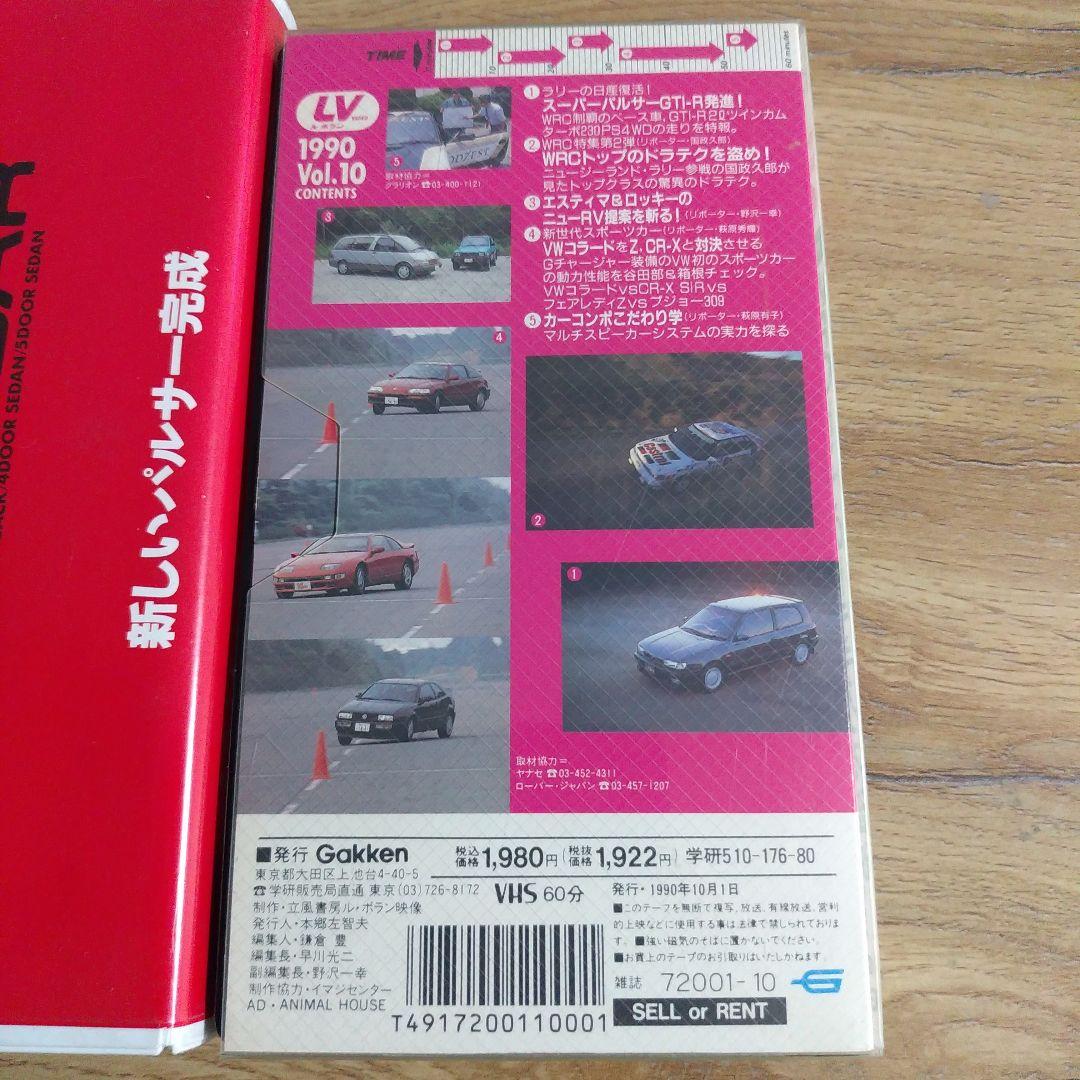 新しいパルサー完成
BACK/4DOOR SEDAN/5DOOR SEDAN
TIME
10
20
30
40
50
60 minutes
LV
VIDEO
ル・ボラン
1990
Vol.10
CONTENTS
5
取材協力＝
クラリオン☎03-400-1121
3
4
1 ラリーの日産復活！
スーパーパルサーGTI-R発進！
WRC制覇のベース車、GTI-R 2ℓツインカム
ターボ230PS4WDの走りを特報。
2 WRC特集第2弾(リポーター・国政久郎)
WRCトップのドラテクを盗め！
ニュージーランド・ラリー参戦の国政久郎が
見たトップクラスの驚異のドラテク。
3 エスティマ&ロッキーの
ニューRV提案を斬る！(リポーター・野沢一幸)
4 新世代スポーツカー(リポーター・萩原秀輝)
VWコラードをZ、CR-Xと対決させる
Gチャージャー装備のVW初のスポーツカー
の動力性能を谷田部&箱根チェック。
VWコラードvsCR-X SiR vs
フェアレディZvsプジョー309
5 カーコンポこだわり学(リポーター・萩原有子)
マルチスピーカーシステムの実力を探る
Castrol
2
1
取材協力＝
ヤナセ☎03-452-4311
ローバー・ジャパン☎03-457-1207
■発行 Gakken 税込価格1,980円(税抜価格1,922円)学研510-176-80
東京都大田区上池台4-40-5
☎学研販売局直通 東京(03)726-8172
VHS 60分
発行・1990年10月1日
制作・立風書房ル・ボラン映像
発行人・本郷左智夫
編集人・鎌倉 豊
編集長・早川光二
副編集長・野沢一幸
制作協力・イマジセンター
AD・ANIMAL HOUSE
■このテープを無断で複写、放送、有線放送、営利
的上映などに使用する事は法律で禁じられておりま
す。■強い磁気のそばに置かないでください。
■お買上のテープのお引取りはいたしかねます。
雑誌 72001-10
T4917200110001
SELL or RENT